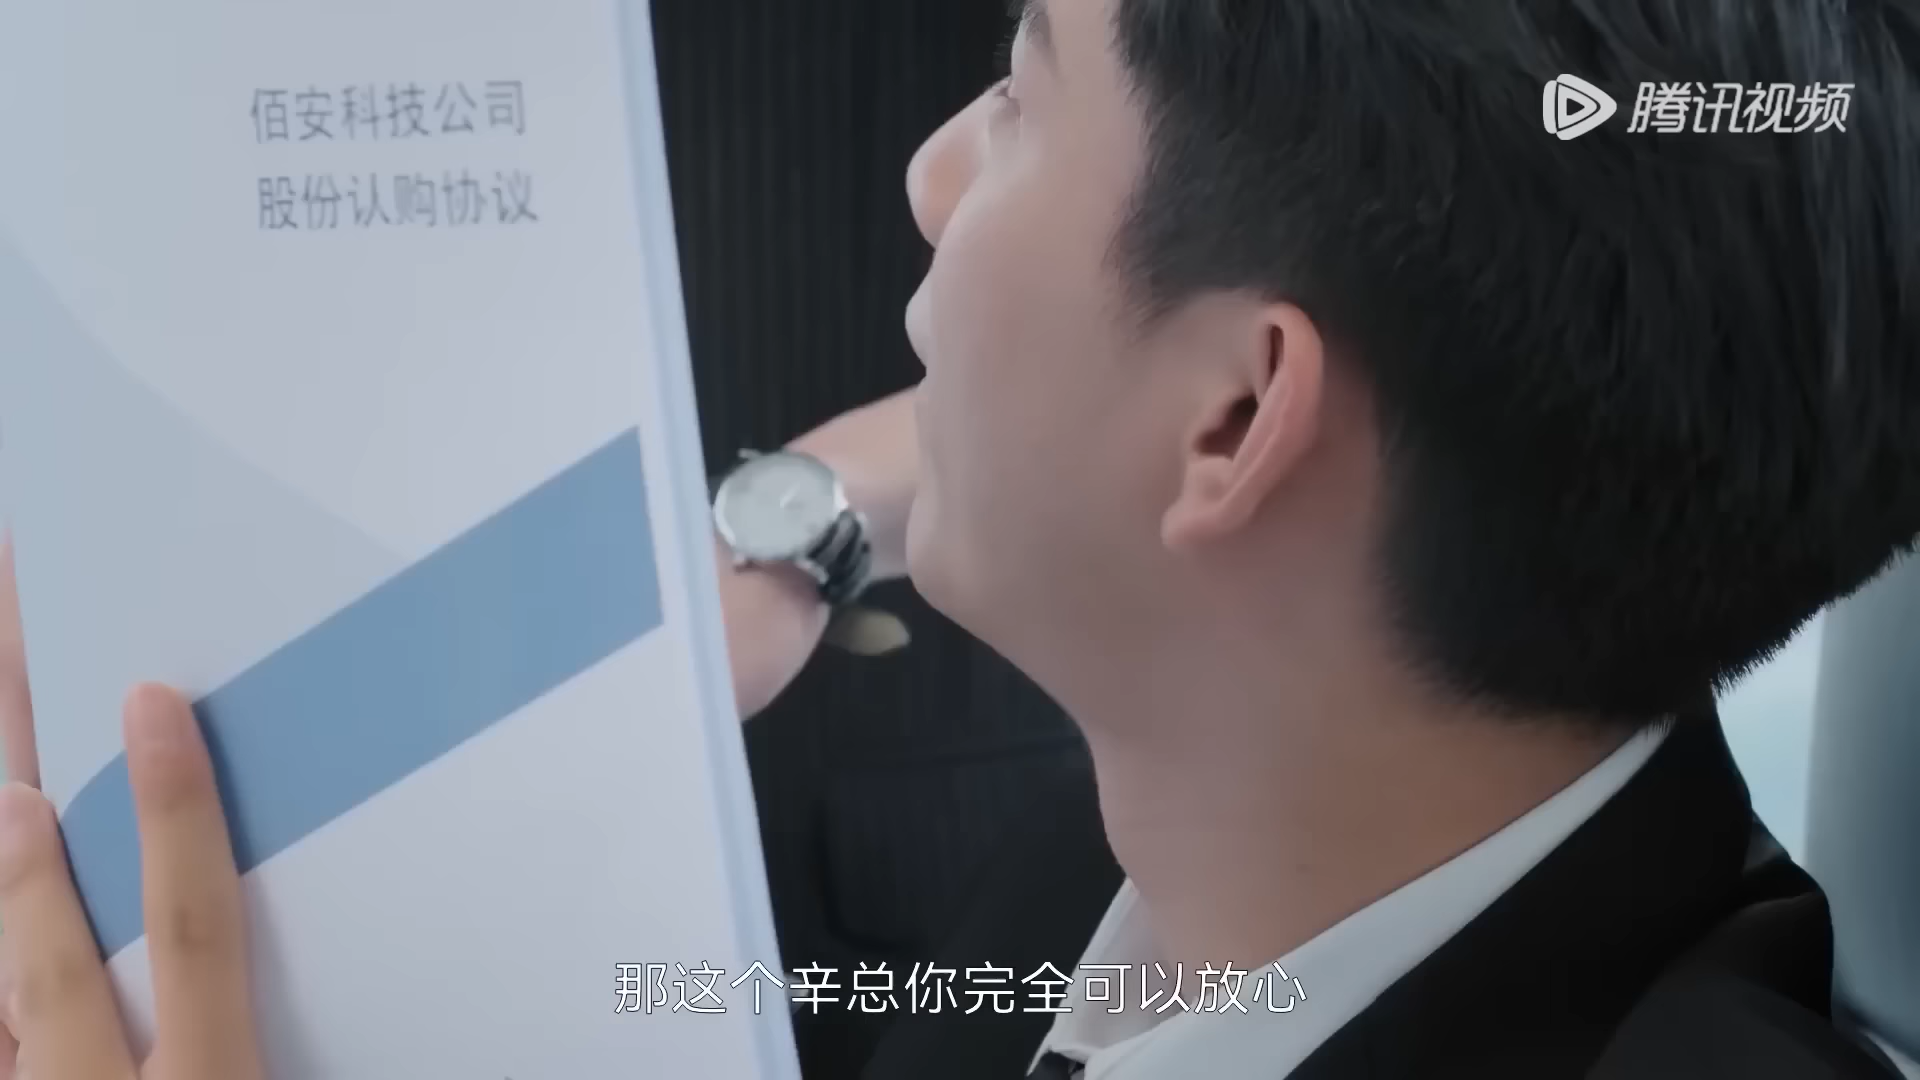 佰安科技公司
股份认购协议
腾讯视频
那这个辛总你完全可以放心